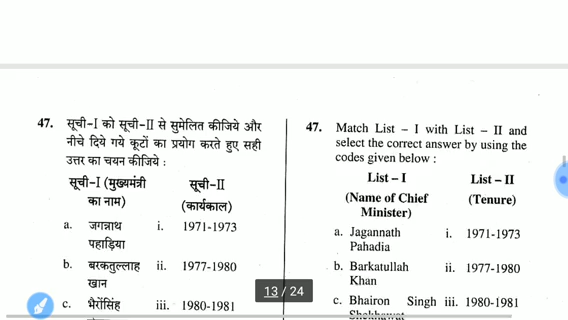 47. सूची-I को सूची-II से सुमेलित कीजिये और
नीचे दिये गये कूटों का प्रयोग करते हुए सही
उत्तर का चयन कीजिये :
सूची-I (मुख्यमंत्री सूची-II
का नाम) (कार्यकाल)
a. जगन्नाथ i. 1971-1973
पहाड़िया
b. बरकतुल्लाह ii. 1977-1980
खान
c. भैरोंसिंह iii. 1980-1981
47. Match List – I with List – II and
select the correct answer by using the
codes given below :
List – I List – II
(Name of Chief (Tenure)
Minister)
a. Jagannath i. 1971-1973
Pahadia
b. Barkatullah ii. 1977-1980
Khan
c. Bhairon Singh iii. 1980-1981
Shekhawat
13 / 24